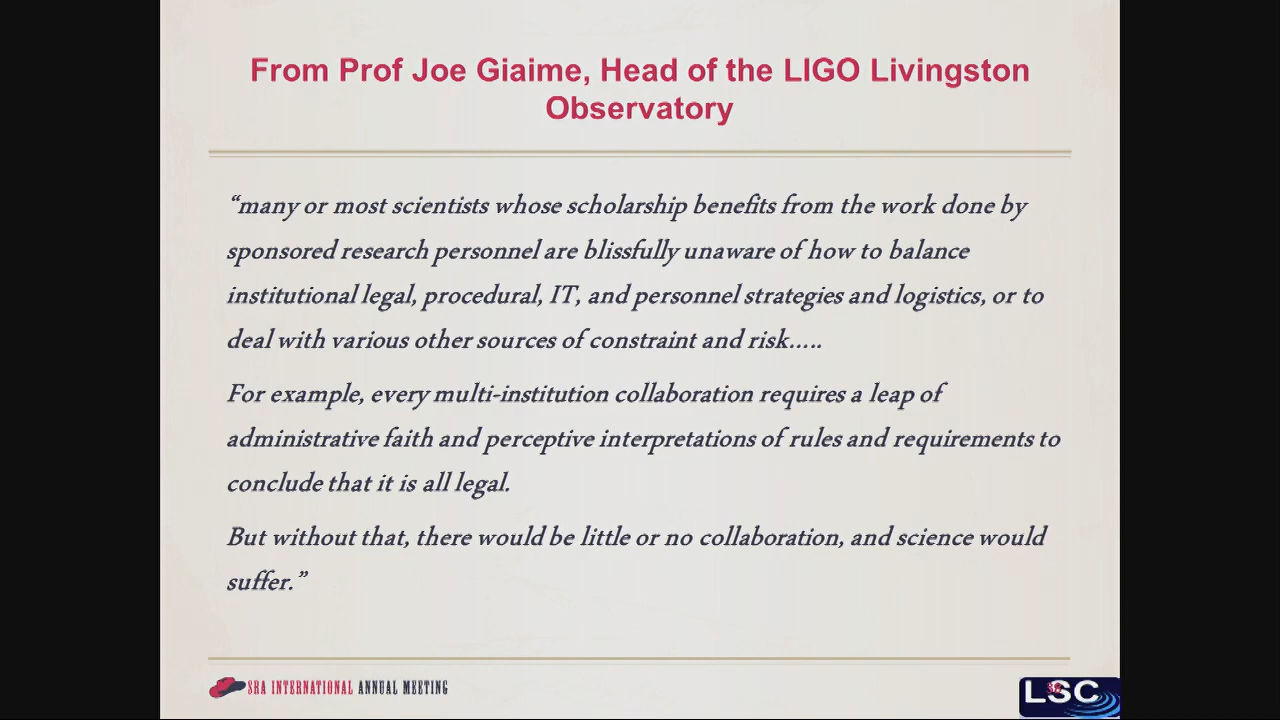 From Prof Joe Giaime, Head of the LIGO Livingston
Observatory
“many or most scientists whose scholarship benefits from the work done by
sponsored research personnel are blissfully unaware of how to balance
institutional legal, procedural, IT, and personnel strategies and logistics, or to
deal with various other sources of constraint and risk…..
For example, every multi-institution collaboration requires a leap of
administrative faith and perceptive interpretations of rules and requirements to
conclude that it is all legal.
But without that, there would be little or no collaboration, and science would
suffer.”
SRA INTERNATIONAL ANNUAL MEETING
LSC